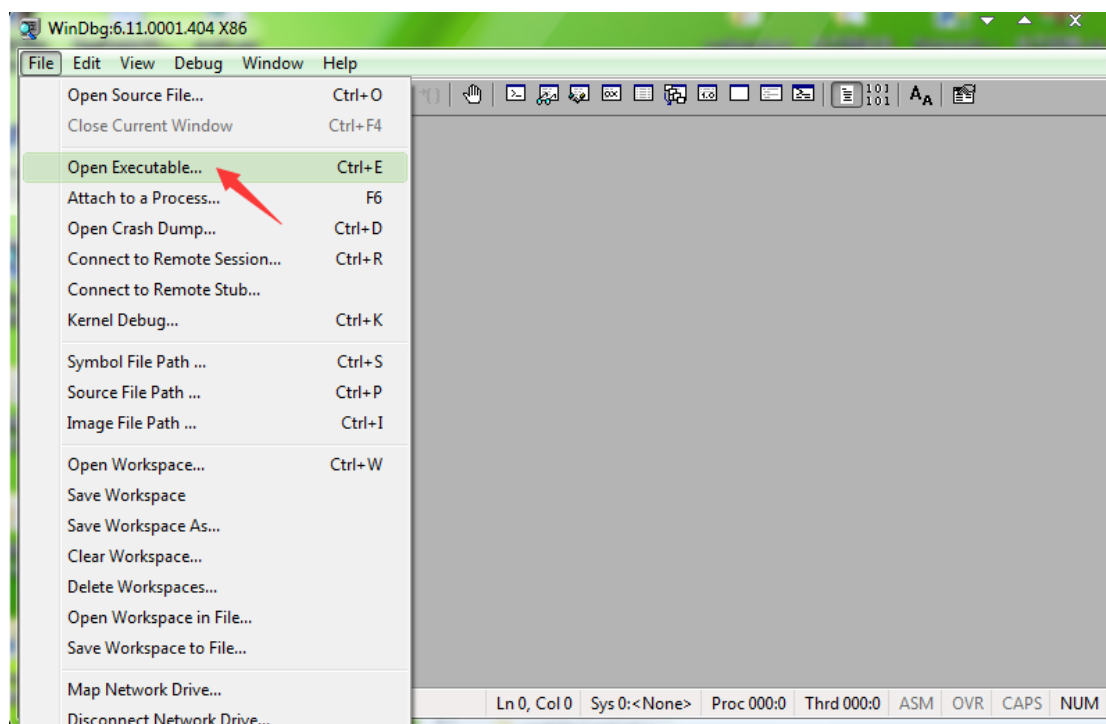 WinDbg:6.11.0001.404 X86
File Edit View Debug Window Help
Open Source File... Ctrl+O
Close Current Window Ctrl+F4
Open Executable... Ctrl+E
Attach to a Process... F6
Open Crash Dump... Ctrl+D
Connect to Remote Session... Ctrl+R
Connect to Remote Stub...
Kernel Debug... Ctrl+K
Symbol File Path ... Ctrl+S
Source File Path ... Ctrl+P
Image File Path ... Ctrl+I
Open Workspace... Ctrl+W
Save Workspace
Save Workspace As...
Clear Workspace...
Delete Workspaces...
Open Workspace in File...
Save Workspace to File...
Map Network Drive...
Disconnect Network Drive...
Ln 0, Col 0 Sys 0:<None> Proc 000:0 Thrd 000:0 ASM OVR CAPS NUM